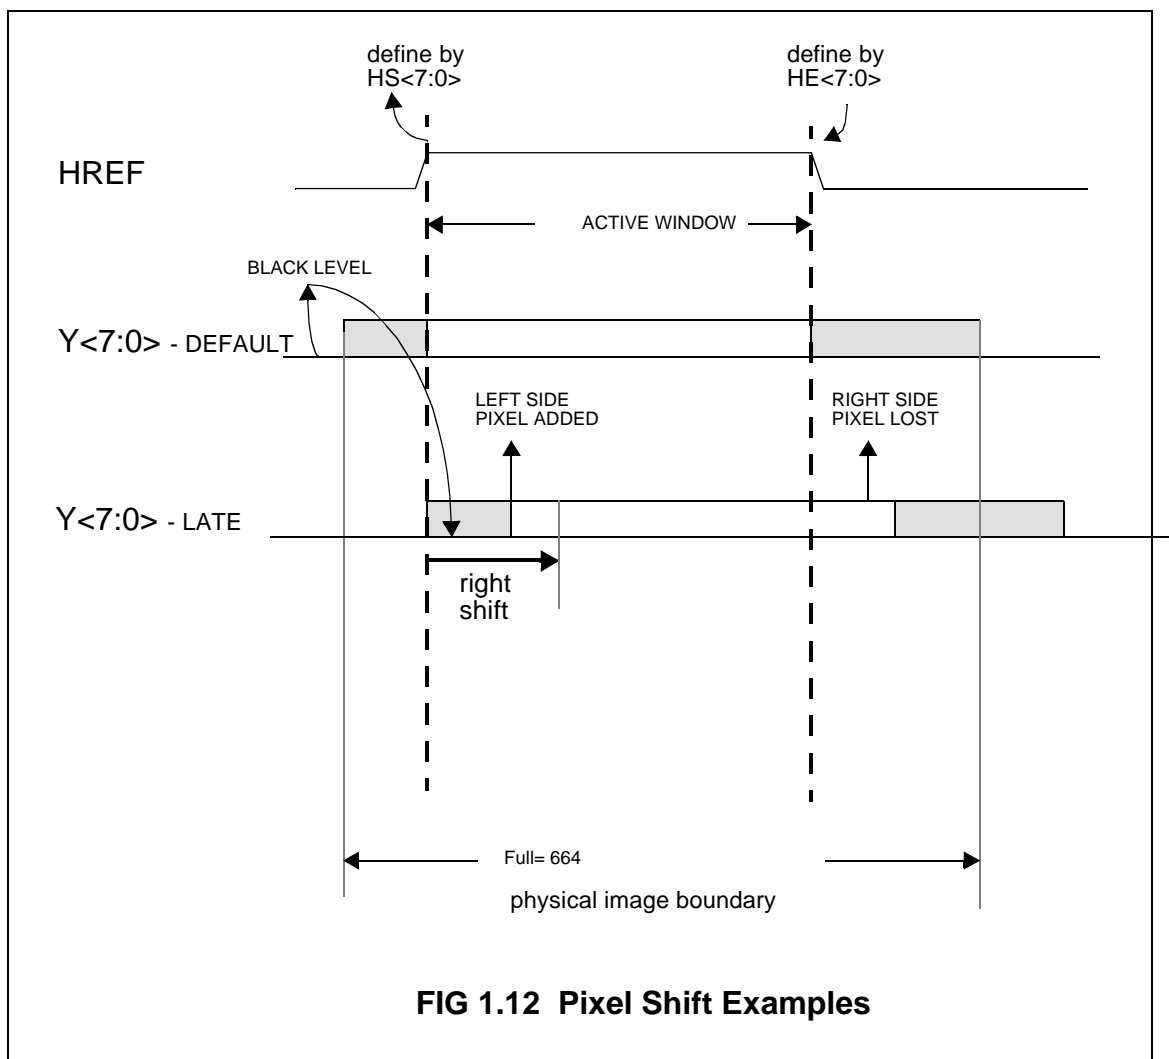 define by
HS<7:0>
define by
HE<7:0>
HREF
ACTIVE WINDOW
BLACK LEVEL
Y<7:0> - DEFAULT
LEFT SIDE
PIXEL ADDED
RIGHT SIDE
PIXEL LOST
Y<7:0> - LATE
right
shift
Full= 664
physical image boundary
FIG 1.12 Pixel Shift Examples